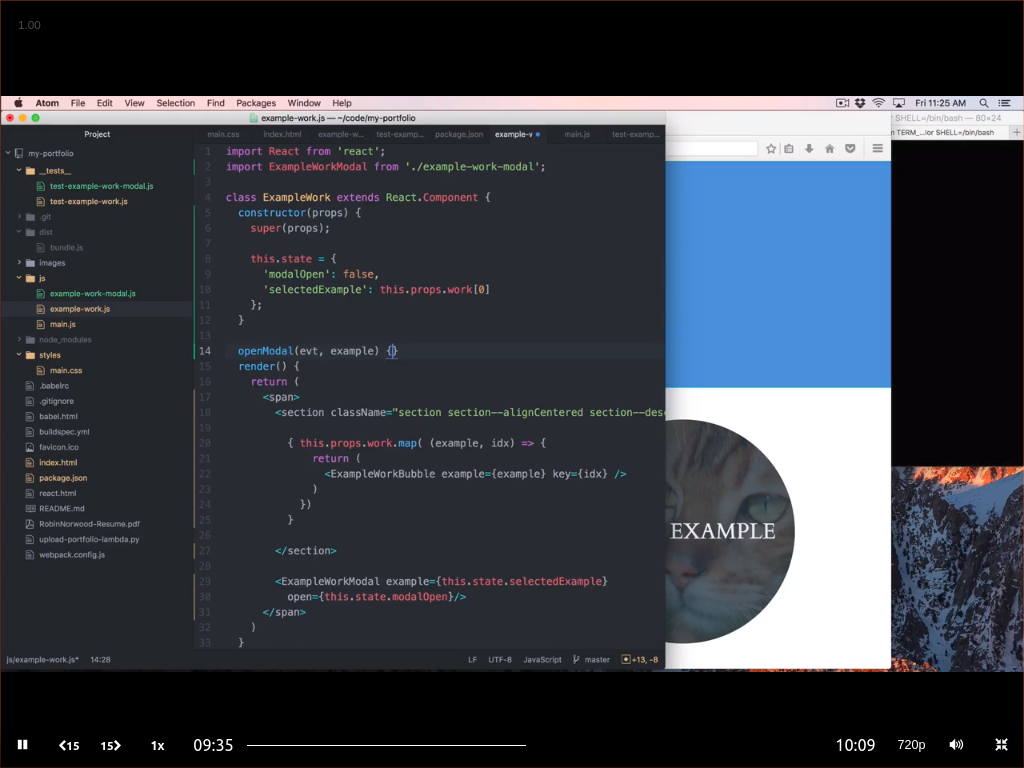 1.00
Atom File Edit View Selection Find Packages Window Help
Fri 11:25 AM
example-work.js — ~/code/my-portfolio
SHELL=/bin/bash — 80×24
TERM_...or SHELL=/bin/bash +
Project
main.css index.html example-w... test-examp... package.json example-w main.js test-examp...
my-portfolio
__tests__
test-example-work-modal.js
test-example-work.js
.git
dist
bundle.js
images
js
example-work-modal.js
example-work.js
main.js
node_modules
styles
main.css
.babelrc
.gitignore
babel.html
buildspec.yml
favicon.ico
index.html
package.json
react.html
README.md
RobinNorwood-Resume.pdf
upload-portfolio-lambda.py
webpack.config.js
1 import React from 'react';
2 import ExampleWorkModal from './example-work-modal';
3
4 class ExampleWork extends React.Component {
5 constructor(props) {
6 super(props);
7
8 this.state = {
9 'modalOpen': false,
10 'selectedExample': this.props.work[0]
11 };
12 }
13
14 openModal(evt, example) {}
15 render() {
16 return (
17 <span>
18 <section className="section section--alignCentered section--des
19
20 { this.props.work.map( (example, idx) => {
21 return (
22 <ExampleWorkBubble example={example} key={idx} />
23 )
24 })
25 }
26
27 </section>
28
29 <ExampleWorkModal example={this.state.selectedExample}
30 open={this.state.modalOpen}/>
31 </span>
32 )
33 }
EXAMPLE
js/example-work.js* 14:28
LF UTF-8 JavaScript master +13, -8
15 15 1x 09:35 10:09 720p